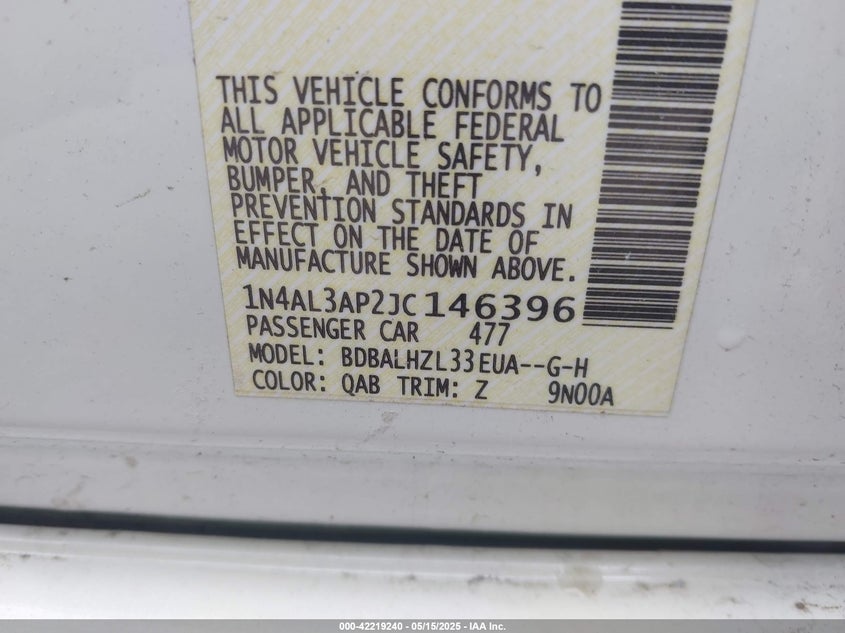 THIS VEHICLE CONFORMS TO
ALL APPLICABLE FEDERAL
MOTOR VEHICLE SAFETY,
BUMPER, AND THEFT
PREVENTION STANDARDS IN
EFFECT ON THE DATE OF
MANUFACTURE SHOWN ABOVE.
1N4AL3AP2JC146396
PASSENGER CAR 477
MODEL: BDBALHZL33EUA--G-H
COLOR: QAB TRIM: Z 9N00A
000-42219240 - 05/15/2025 - IAA Inc.